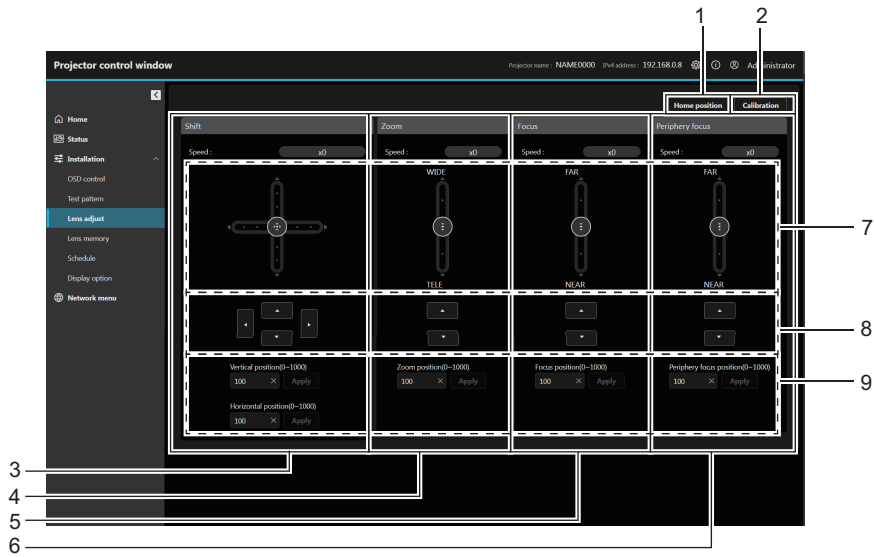 1 2
Projector control window
Projector name : NAME0000 IPv4 address : 192.168.0.8 Administrator
Home position Calibration
Home
Status
Installation
OSD control
Test pattern
Lens adjust
Lens memory
Schedule
Display option
Network menu
Shift Zoom Focus Periphery focus
Speed : x0 Speed : x0 Speed : x0 Speed : x0
WIDE FAR FAR
7
TELE NEAR NEAR
8
Vertical position(0~1000) Zoom position(0~1000) Focus position(0~1000) Periphery focus position(0~1000)
100 × Apply 100 × Apply 100 × Apply 100 × Apply
9
Horizontal position(0~1000)
100 × Apply
3
4
5
6